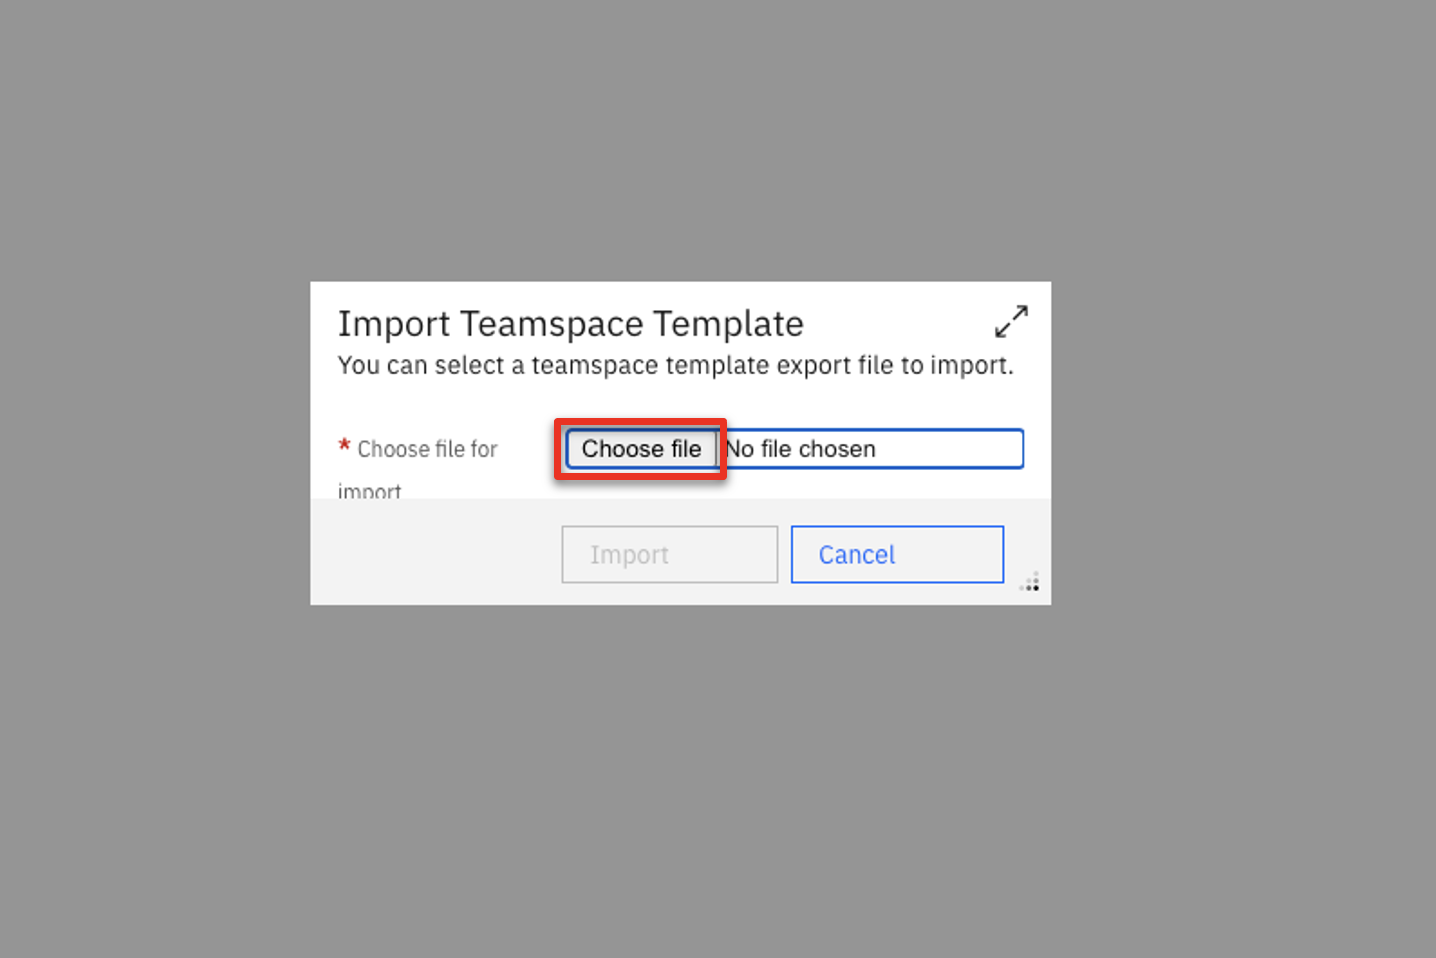 Import Teamspace Template
You can select a teamspace template export file to import.
* Choose file for
import
Choose file No file chosen
Import Cancel